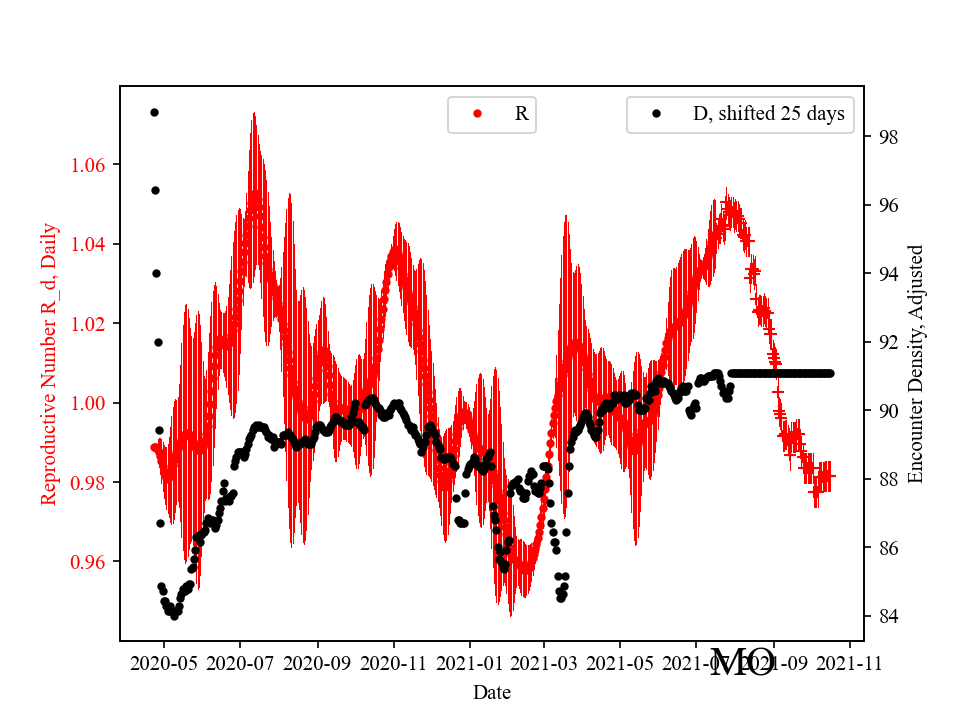 R
D, shifted 25 days
Reproductive Number R_d, Daily
1.06
1.04
1.02
1.00
0.98
0.96
98
96
94
92
90
88
86
84
Encounter Density, Adjusted
2020-05 2020-07 2020-09 2020-11 2021-01 2021-03 2021-05 2021-07 2021-09 2021-11
MO
Date